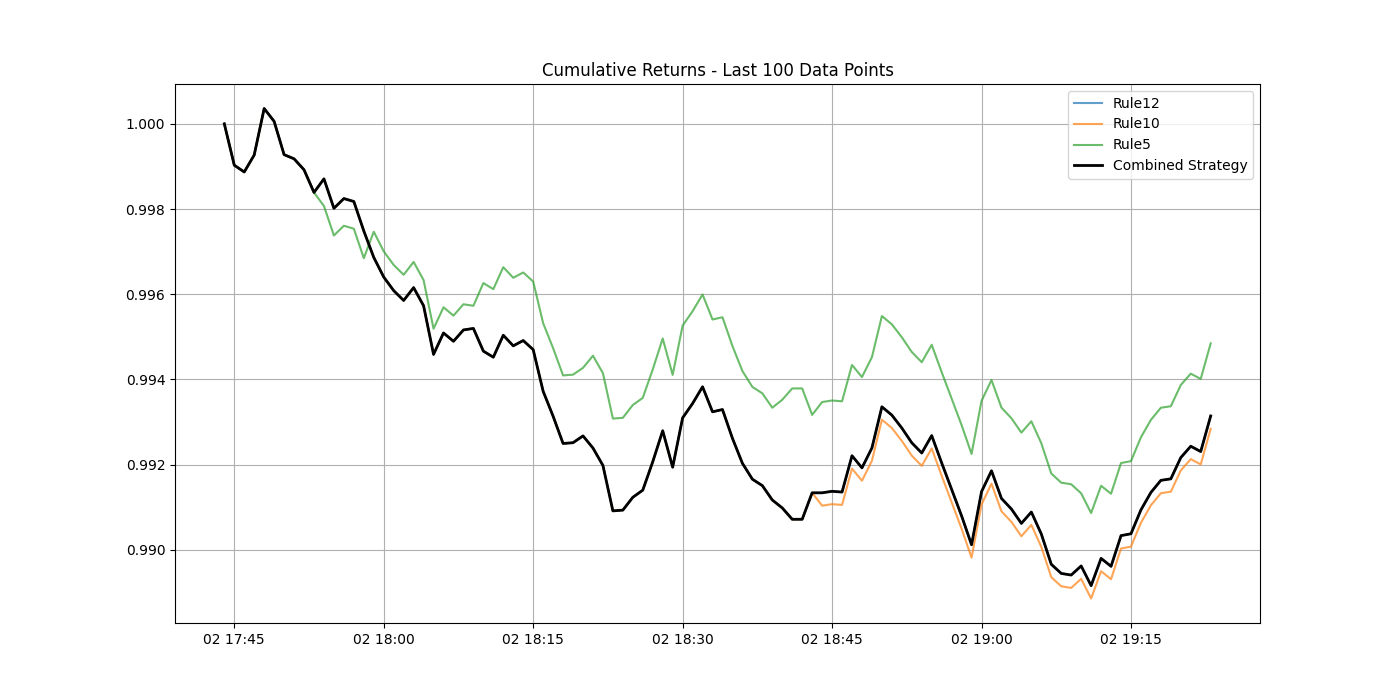 Cumulative Returns - Last 100 Data Points
Rule12
Rule10
Rule5
Combined Strategy
1.000
0.998
0.996
0.994
0.992
0.990
02 17:45
02 18:00
02 18:15
02 18:30
02 18:45
02 19:00
02 19:15